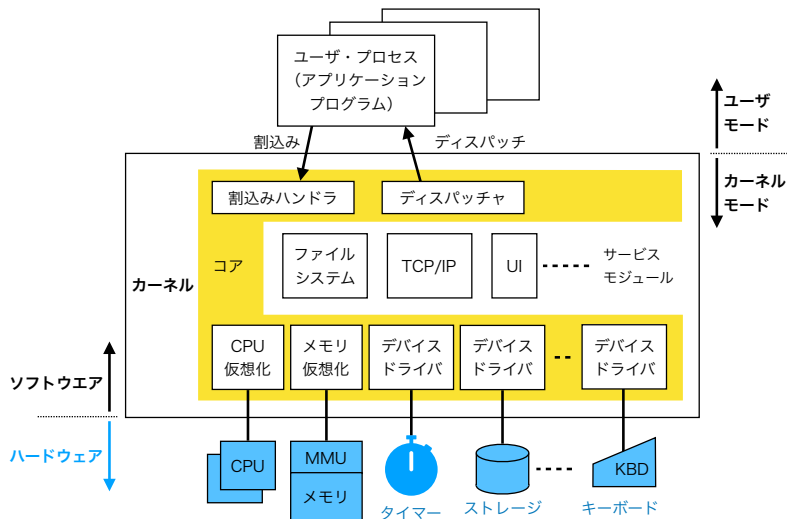 ユーザ・プロセス
（アプリケーション
プログラム）
ユーザ
モード
割込み
ディスパッチ
カーネル
モード
割込みハンドラ
ディスパッチャ
コア
ファイル
システム
TCP/IP
UI
サービス
モジュール
カーネル
CPU
仮想化
メモリ
仮想化
デバイス
ドライバ
デバイス
ドライバ
デバイス
ドライバ
ソフトウエア
ハードウェア
CPU
MMU
メモリ
タイマー
ストレージ
KBD
キーボード